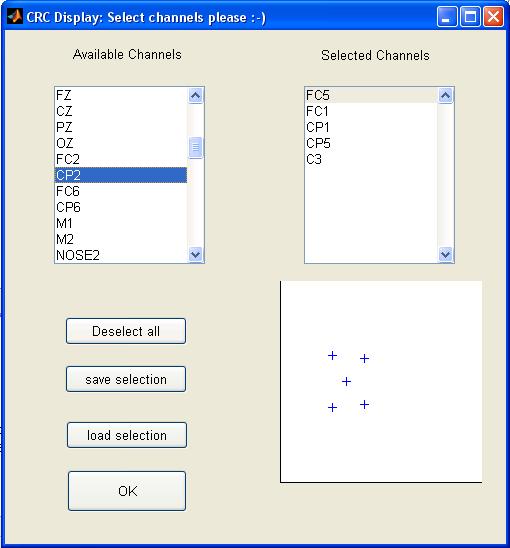 CRC Display: Select channels please :-)
Available Channels
FZ
CZ
PZ
OZ
FC2
CP2
FC6
CP6
M1
M2
NOSE2
Selected Channels
FC5
FC1
CP1
CP5
C3
Deselect all
save selection
load selection
OK